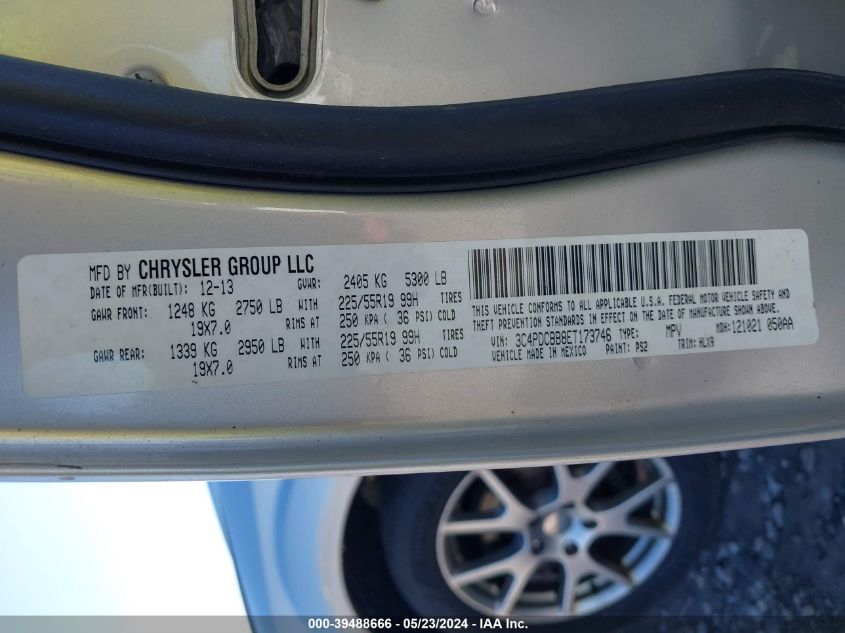 MFD BY CHRYSLER GROUP LLC
DATE OF MFR(BUILT): 12-13 GVWR: 2405 KG 5300 LB
GAWR FRONT: 1248 KG 2750 LB WITH 225/55R19 99H TIRES
19X7.0 RIMS AT 250 KPA ( 36 PSI) COLD
GAWR REAR: 1339 KG 2950 LB WITH 225/55R19 99H TIRES
19X7.0 RIMS AT 250 KPA ( 36 PSI) COLD
THIS VEHICLE CONFORMS TO ALL APPLICABLE U.S.A. FEDERAL MOTOR VEHICLE SAFETY AND
THEFT PREVENTION STANDARDS IN EFFECT ON THE DATE OF MANUFACTURE SHOWN ABOVE.
VIN: 3C4PDCBB8ET173746 TYPE: MPV MDH: 121021 050AA
VEHICLE MADE IN MEXICO PAINT: PS2 TRIM: HLX9
000-39488666 - 05/23/2024 - IAA Inc.